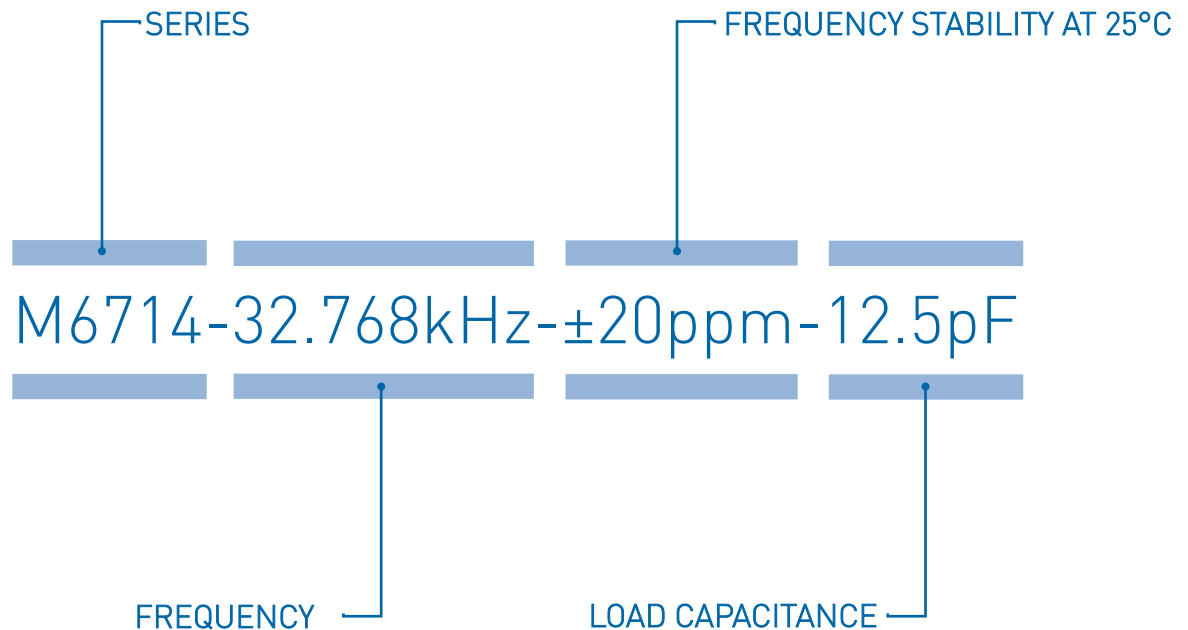 SERIES
FREQUENCY STABILITY AT 25°C
M6714-32.768kHz-±20ppm-12.5pF
FREQUENCY
LOAD CAPACITANCE